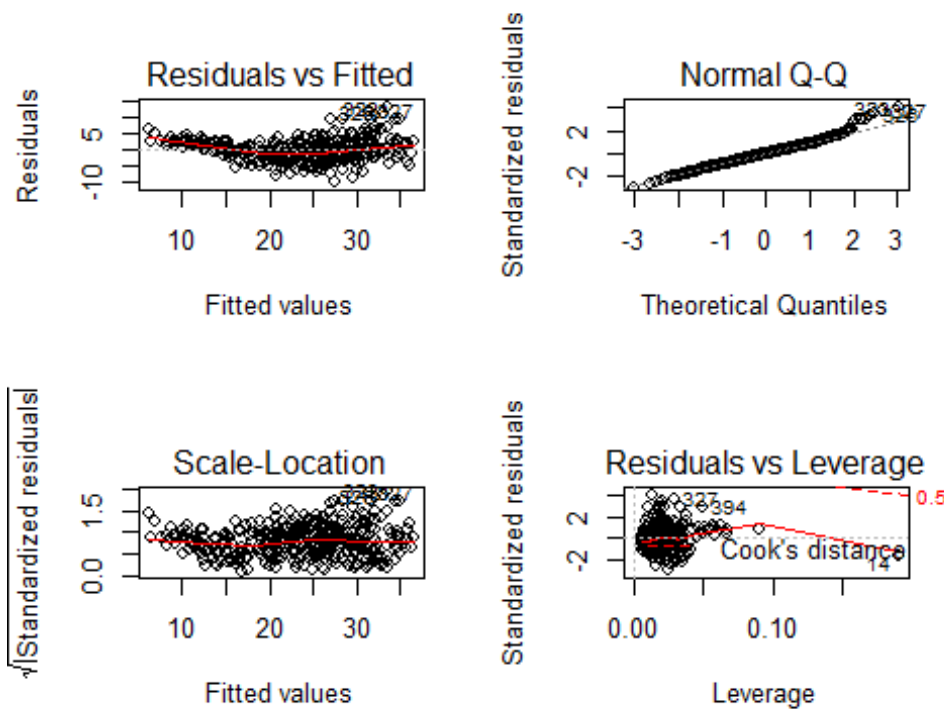 Residuals vs Fitted
Residuals
5
-10
10 20 30
Fitted values
327
Normal Q-Q
Standardized residuals
2
-2
-3 -1 0 1 2 3
Theoretical Quantiles
Scale-Location
√|Standardized residuals|
1.5
0.0
10 20 30
Fitted values
Residuals vs Leverage
Standardized residuals
2
-2
327
394
14
0.5
Cook's distance
0.00 0.10
Leverage